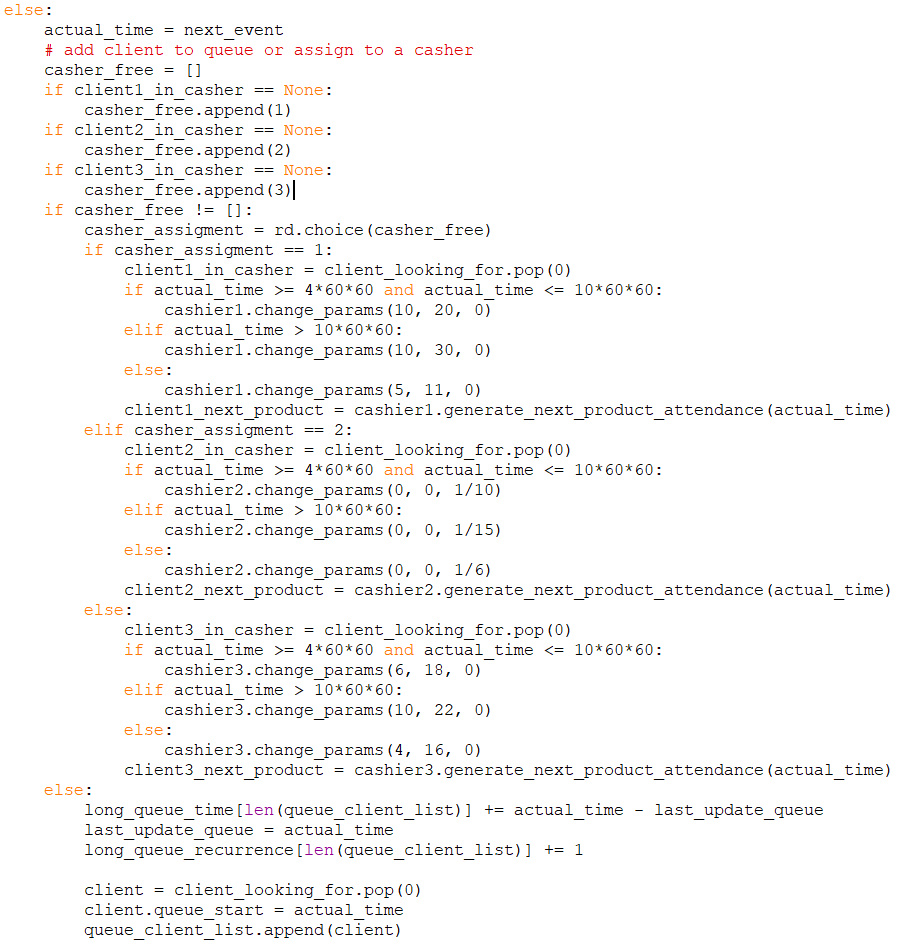 else:
    actual_time = next_event
    # add client to queue or assign to a casher
    casher_free = []
    if client1_in_casher == None:
        casher_free.append(1)
    if client2_in_casher == None:
        casher_free.append(2)
    if client3_in_casher == None:
        casher_free.append(3)
    if casher_free != []:
        casher_assigment = rd.choice(casher_free)
        if casher_assigment == 1:
            client1_in_casher = client_looking_for.pop(0)
            if actual_time >= 4*60*60 and actual_time <= 10*60*60:
                cashier1.change_params(10, 20, 0)
            elif actual_time > 10*60*60:
                cashier1.change_params(10, 30, 0)
            else:
                cashier1.change_params(5, 11, 0)
            client1_next_product = cashier1.generate_next_product_attendance(actual_time)
        elif casher_assigment == 2:
            client2_in_casher = client_looking_for.pop(0)
            if actual_time >= 4*60*60 and actual_time <= 10*60*60:
                cashier2.change_params(0, 0, 1/10)
            elif actual_time > 10*60*60:
                cashier2.change_params(0, 0, 1/15)
            else:
                cashier2.change_params(0, 0, 1/6)
            client2_next_product = cashier2.generate_next_product_attendance(actual_time)
        else:
            client3_in_casher = client_looking_for.pop(0)
            if actual_time >= 4*60*60 and actual_time <= 10*60*60:
                cashier3.change_params(6, 18, 0)
            elif actual_time > 10*60*60:
                cashier3.change_params(10, 22, 0)
            else:
                cashier3.change_params(4, 16, 0)
            client3_next_product = cashier3.generate_next_product_attendance(actual_time)
    else:
        long_queue_time[len(queue_client_list)] += actual_time - last_update_queue
        last_update_queue = actual_time
        long_queue_recurrence[len(queue_client_list)] += 1

        client = client_looking_for.pop(0)
        client.queue_start = actual_time
        queue_client_list.append(client)